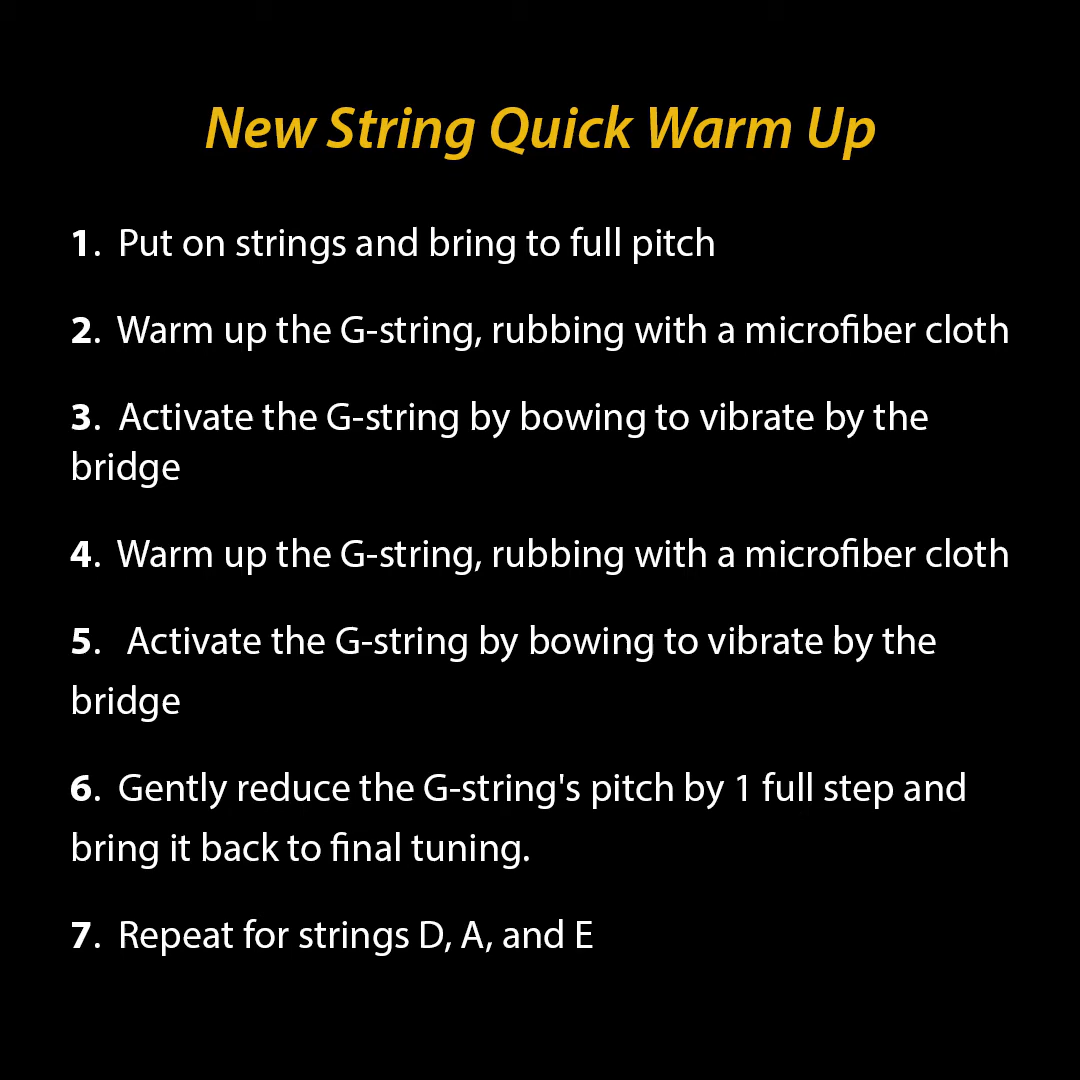 New String Quick Warm Up
1. Put on strings and bring to full pitch
2. Warm up the G-string, rubbing with a microfiber cloth
3. Activate the G-string by bowing to vibrate by the
bridge
4. Warm up the G-string, rubbing with a microfiber cloth
5. Activate the G-string by bowing to vibrate by the
bridge
6. Gently reduce the G-string's pitch by 1 full step and
bring it back to final tuning.
7. Repeat for strings D, A, and E